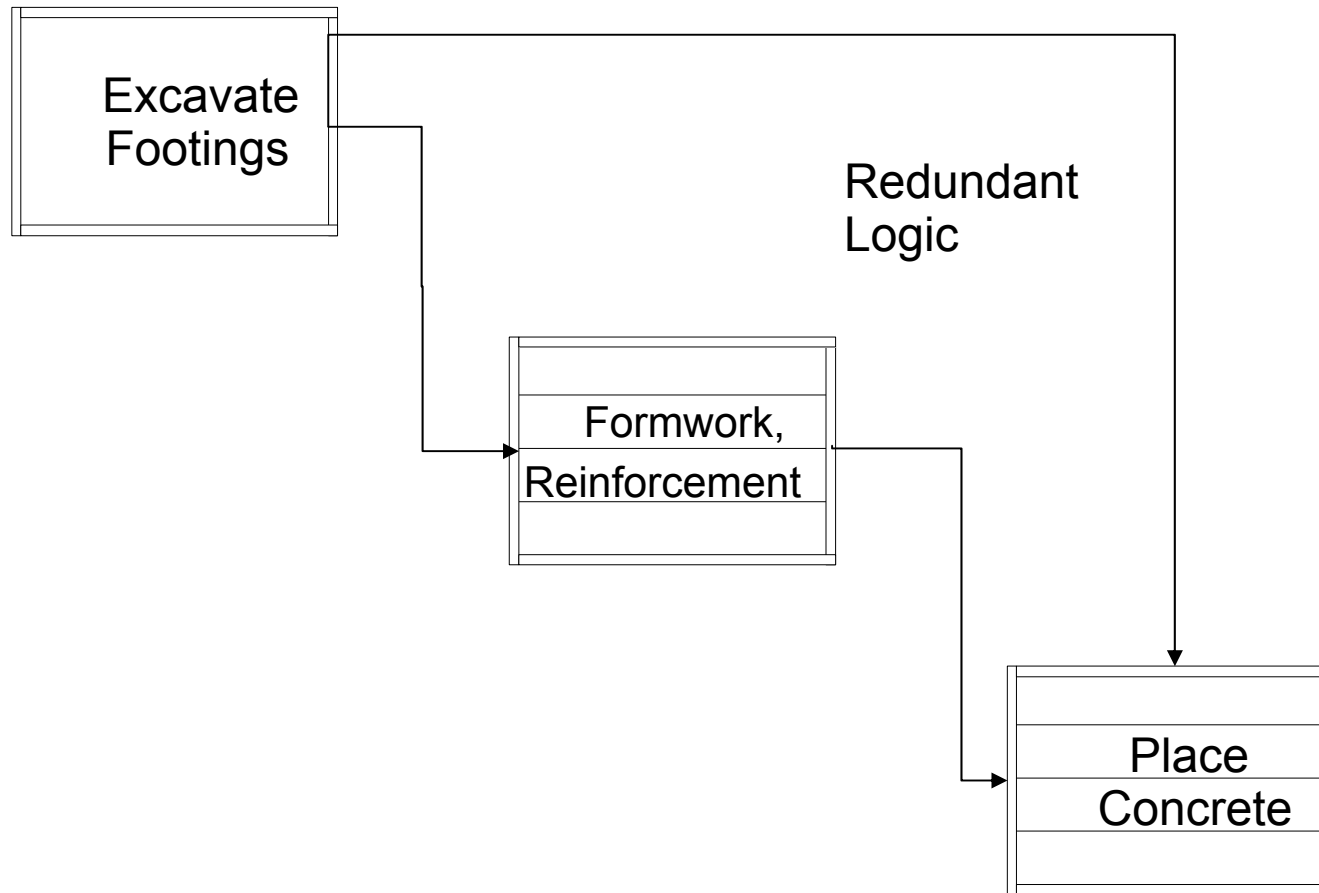 Excavate
Footings
Redundant
Logic
Formwork,
Reinforcement
Place
Concrete